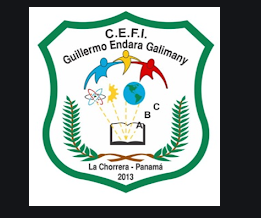 C.E.F.I.
Guillermo Endara Galimany
C
B
A
La Chorrera - Panamá
2013